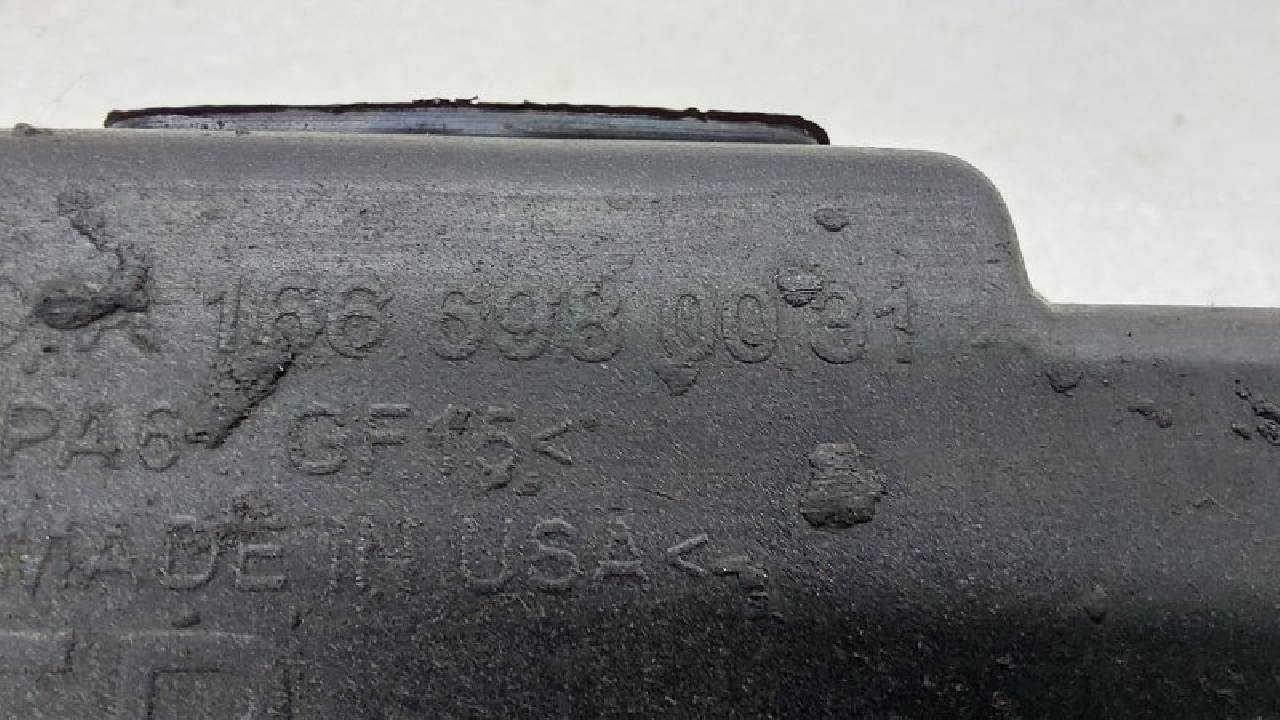 A 166 698 00 31
PA6- GF15<
MADE IN USA<